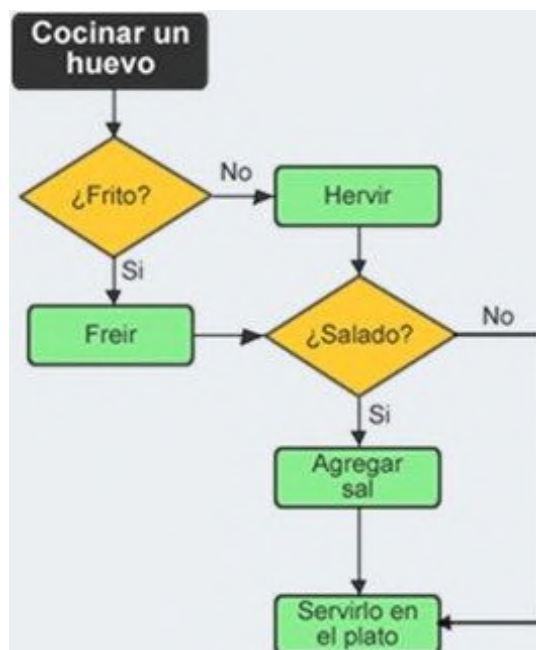 Cocinar un
huevo
¿Frito?
No
Hervir
Si
Freir
¿Salado?
No
Si
Agregar
sal
Servirlo en
el plato